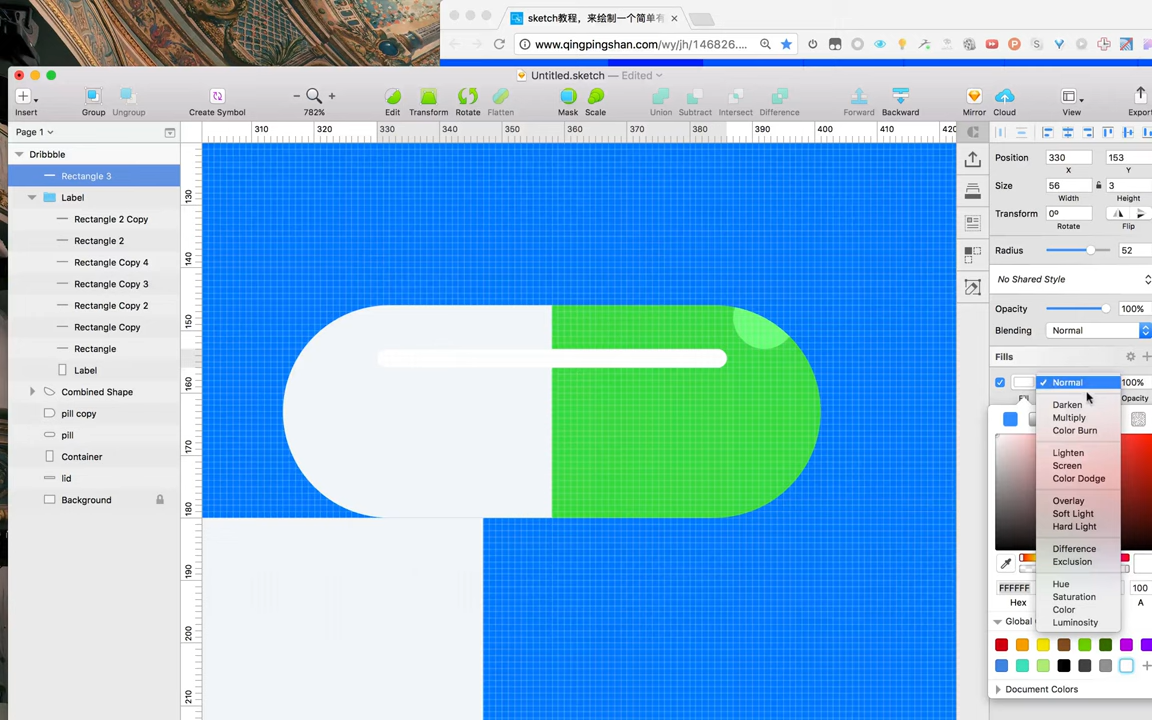 sketch教程，来绘制一个简单有
www.qingpingshan.com/wy/jh/146826....
Untitled.sketch — Edited
Insert
Group
Ungroup
Create Symbol
782%
Edit
Transform
Rotate
Flatten
Mask
Scale
Union
Subtract
Intersect
Difference
Forward
Backward
Mirror
Cloud
View
Export
Page 1
310 320 330 340 350 360 370 380 390 400 410 420
Dribbble
Rectangle 3
Label
Rectangle 2 Copy
Rectangle 2
Rectangle Copy 4
Rectangle Copy 3
Rectangle Copy 2
Rectangle Copy
Rectangle
Label
Combined Shape
pill copy
pill
Container
lid
Background
130
140
150
160
170
180
190
200
210
Position 330 153
X Y
Size 56 3
Width Height
Transform 0º
Rotate Flip
Radius 52
No Shared Style
Opacity 100%
Blending Normal
Fills
Normal 100%
Fill Opacity
Darken
Multiply
Color Burn
Lighten
Screen
Color Dodge
Overlay
Soft Light
Hard Light
Difference
Exclusion
Hue
Saturation
Color
Luminosity
FFFFFF 100
Hex A
Global
Document Colors